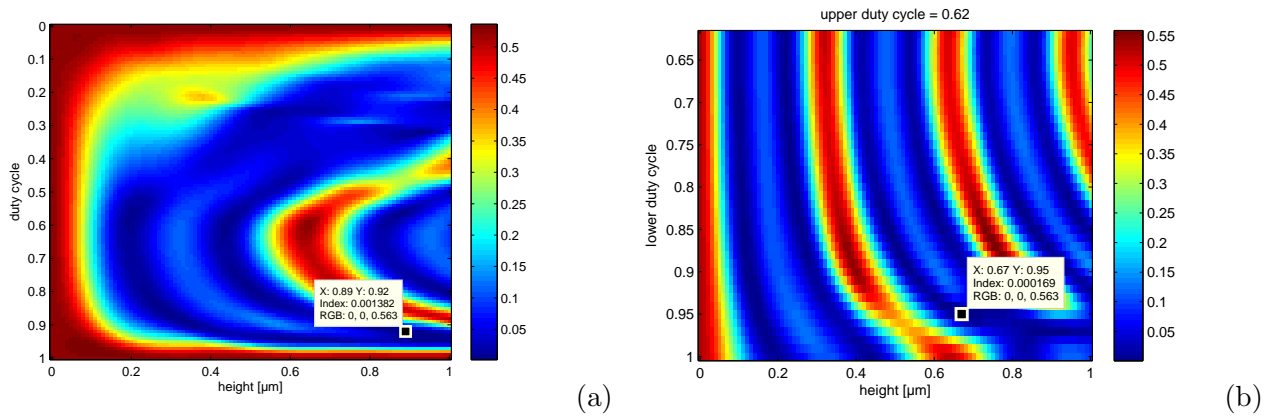 duty cycle
0
0.1
0.2
0.3
0.4
0.5
0.6
0.7
0.8
0.9
1
X: 0.89 Y: 0.92
Index: 0.001382
RGB: 0, 0, 0.563
0 0.2 0.4 0.6 0.8 1
height [μm]
0.5
0.45
0.4
0.35
0.3
0.25
0.2
0.15
0.1
0.05
(a)
upper duty cycle = 0.62
lower duty cycle
0.65
0.7
0.75
0.8
0.85
0.9
0.95
1
X: 0.67 Y: 0.95
Index: 0.000169
RGB: 0, 0, 0.563
0 0.2 0.4 0.6 0.8 1
height [μm]
0.55
0.5
0.45
0.4
0.35
0.3
0.25
0.2
0.15
0.1
0.05
(b)